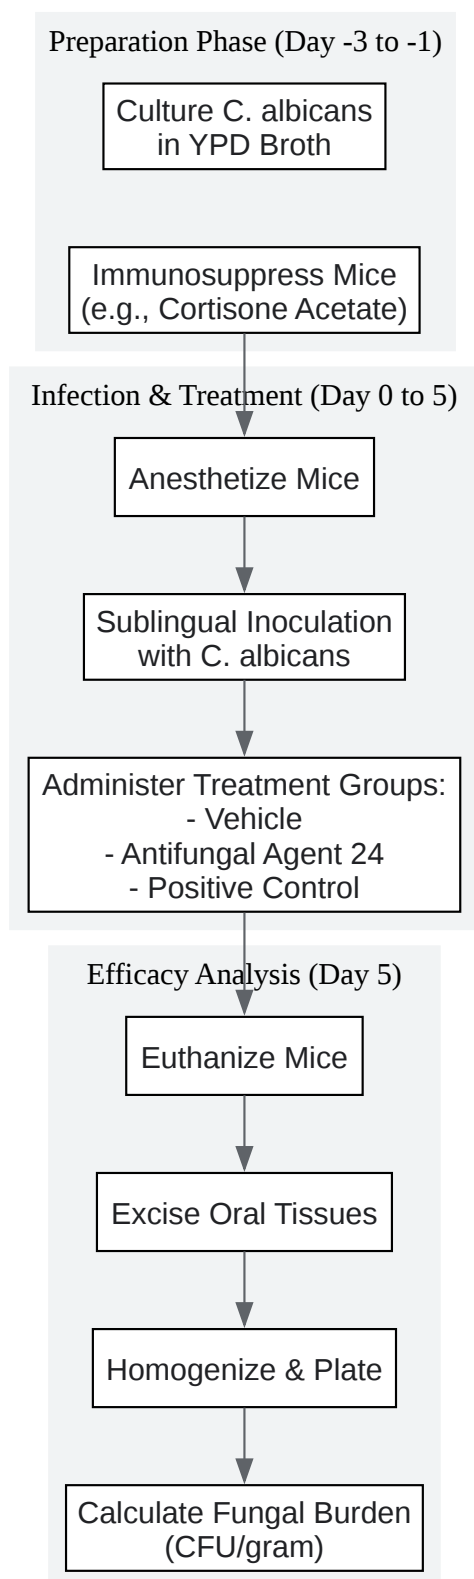 Preparation Phase (Day -3 to -1)
Culture C. albicans
in YPD Broth
Immunosuppress Mice
(e.g., Cortisone Acetate)
Infection & Treatment (Day 0 to 5)
Anesthetize Mice
Sublingual Inoculation
with C. albicans
Administer Treatment Groups:
- Vehicle
- Antifungal Agent 24
- Positive Control
Efficacy Analysis (Day 5)
Euthanize Mice
Excise Oral Tissues
Homogenize & Plate
Calculate Fungal Burden
(CFU/gram)